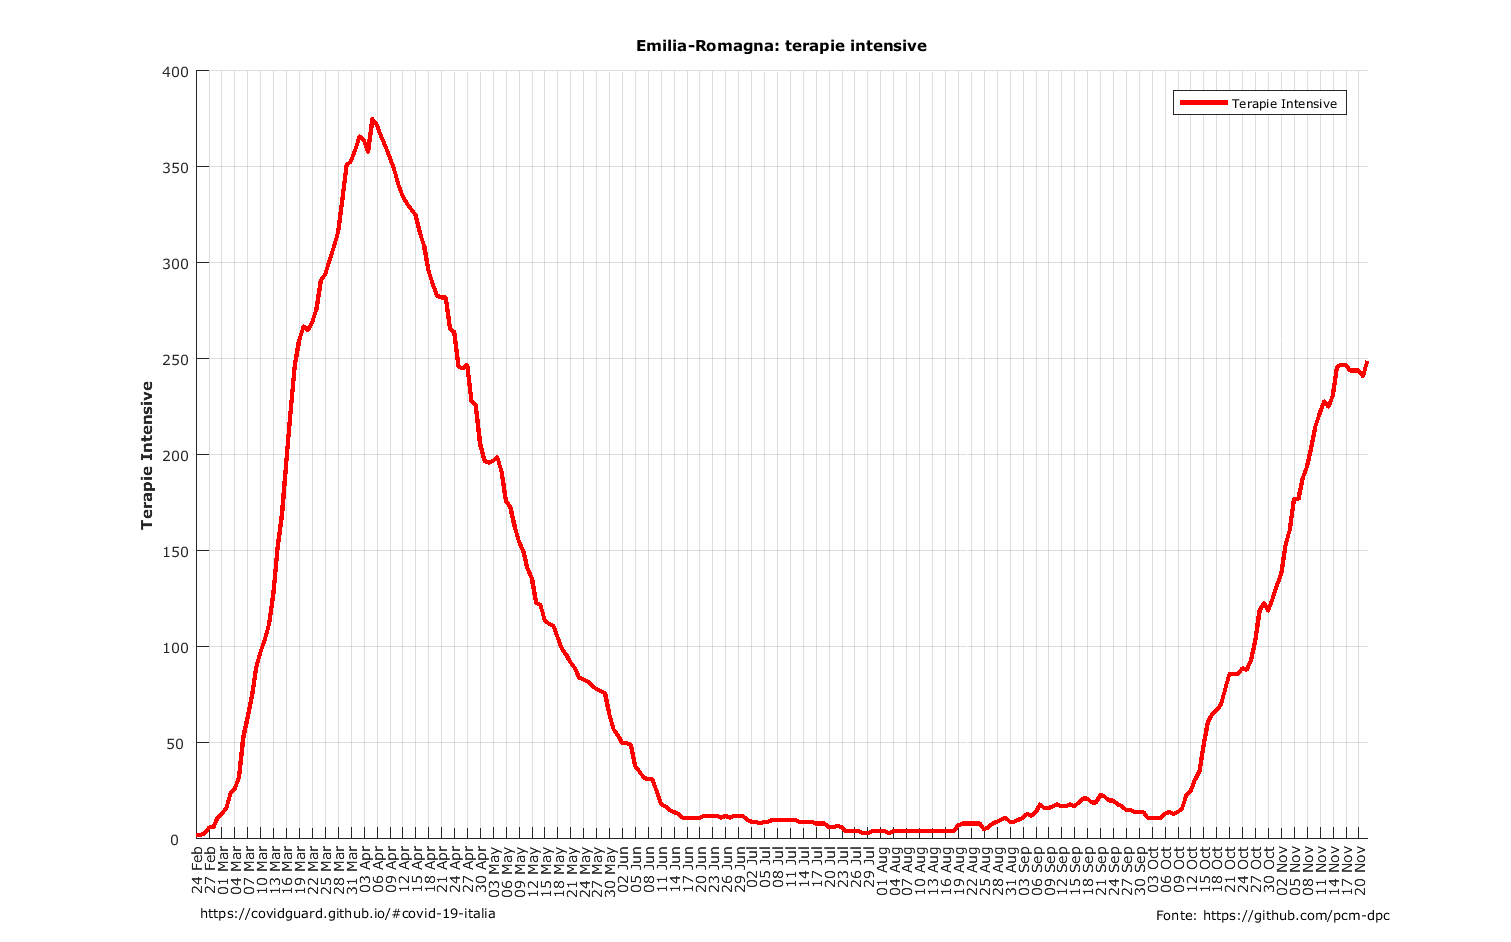 Emilia-Romagna: terapie intensive
Terapie Intensive
Terapie Intensive
400
350
300
250
200
150
100
50
0
24 Feb
27 Feb
01 Mar
04 Mar
07 Mar
10 Mar
13 Mar
16 Mar
19 Mar
22 Mar
25 Mar
28 Mar
31 Mar
03 Apr
06 Apr
09 Apr
12 Apr
15 Apr
18 Apr
21 Apr
24 Apr
27 Apr
30 Apr
03 May
06 May
09 May
12 May
15 May
18 May
21 May
24 May
27 May
30 May
02 Jun
05 Jun
08 Jun
11 Jun
14 Jun
17 Jun
20 Jun
23 Jun
26 Jun
29 Jun
02 Jul
05 Jul
08 Jul
11 Jul
14 Jul
17 Jul
20 Jul
23 Jul
26 Jul
29 Jul
01 Aug
04 Aug
07 Aug
10 Aug
13 Aug
16 Aug
19 Aug
22 Aug
25 Aug
28 Aug
31 Aug
03 Sep
06 Sep
09 Sep
12 Sep
15 Sep
18 Sep
21 Sep
24 Sep
27 Sep
30 Sep
03 Oct
06 Oct
09 Oct
12 Oct
15 Oct
18 Oct
21 Oct
24 Oct
27 Oct
30 Oct
02 Nov
05 Nov
08 Nov
11 Nov
14 Nov
17 Nov
20 Nov
https://covidguard.github.io/#covid-19-italia
Fonte: https://github.com/pcm-dpc